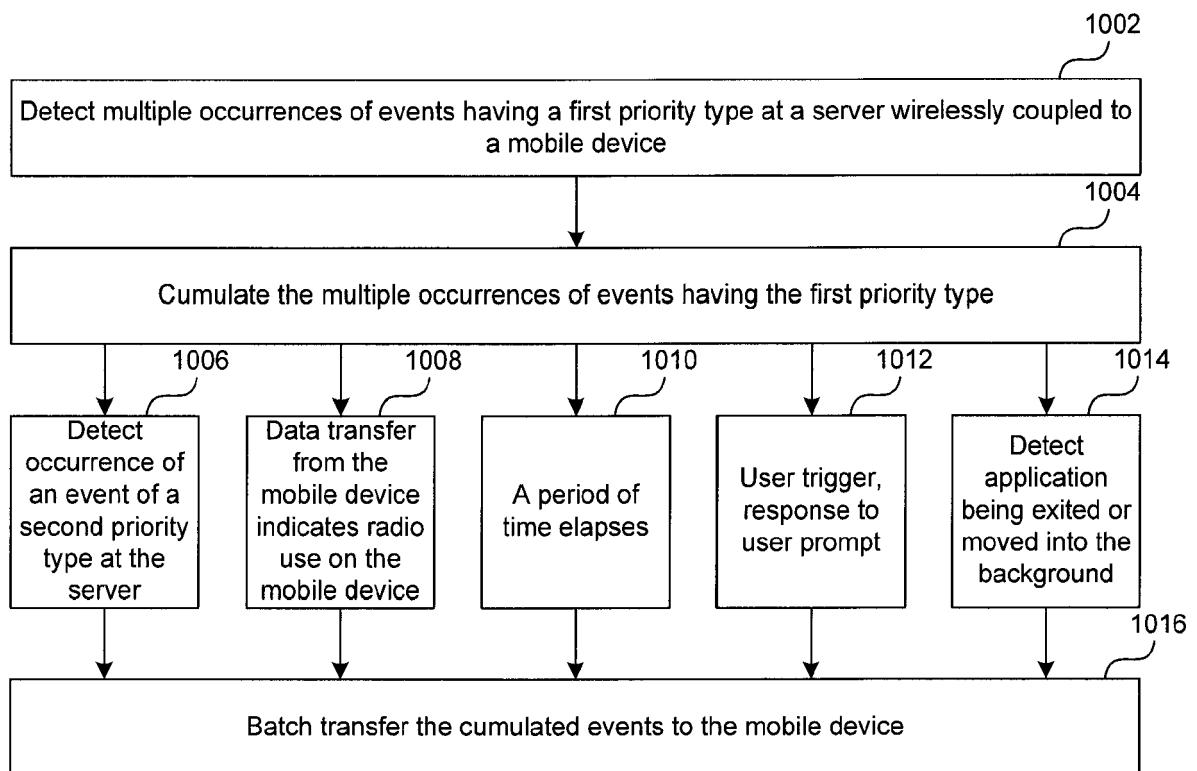 1002
Detect multiple occurrences of events having a first priority type at a server wirelessly coupled to
a mobile device
1004
Cumulate the multiple occurrences of events having the first priority type
1006
Detect
occurrence of
an event of a
second priority
type at the
server
1008
Data transfer
from the
mobile device
indicates radio
use on the
mobile device
1010
A period of
time elapses
1012
User trigger,
response to
user prompt
1014
Detect
application
being exited or
moved into the
background
1016
Batch transfer the cumulated events to the mobile device